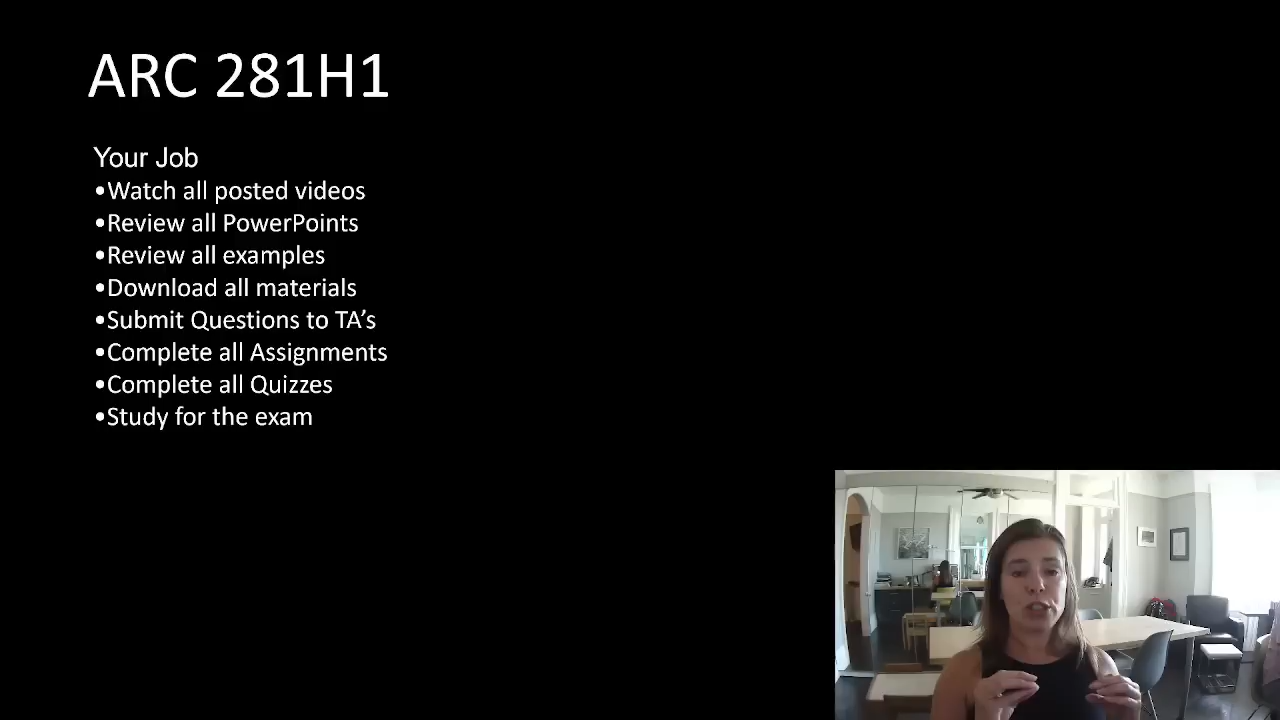 ARC 281H1
Your Job
•Watch all posted videos
•Review all PowerPoints
•Review all examples
•Download all materials
•Submit Questions to TA’s
•Complete all Assignments
•Complete all Quizzes
•Study for the exam